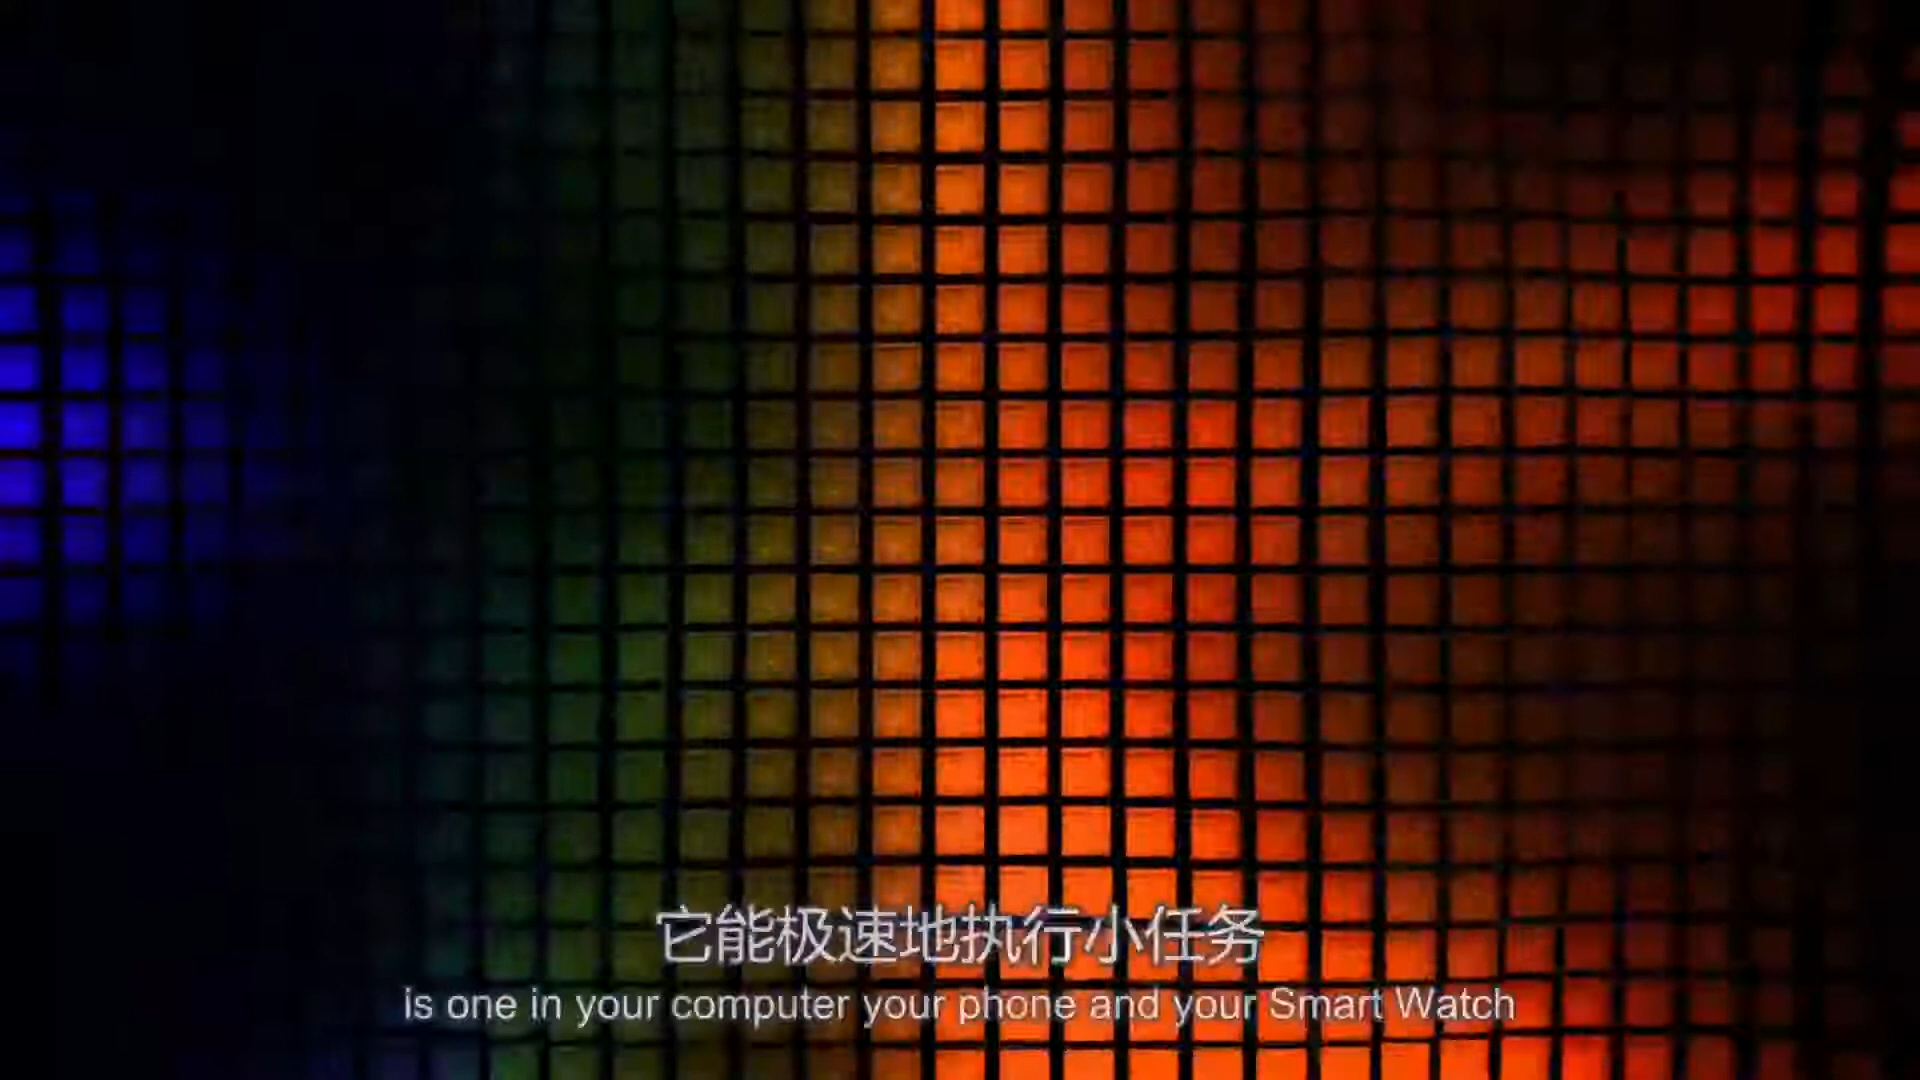 它能极速地执行小任务
is one in your computer your phone and your Smart Watch